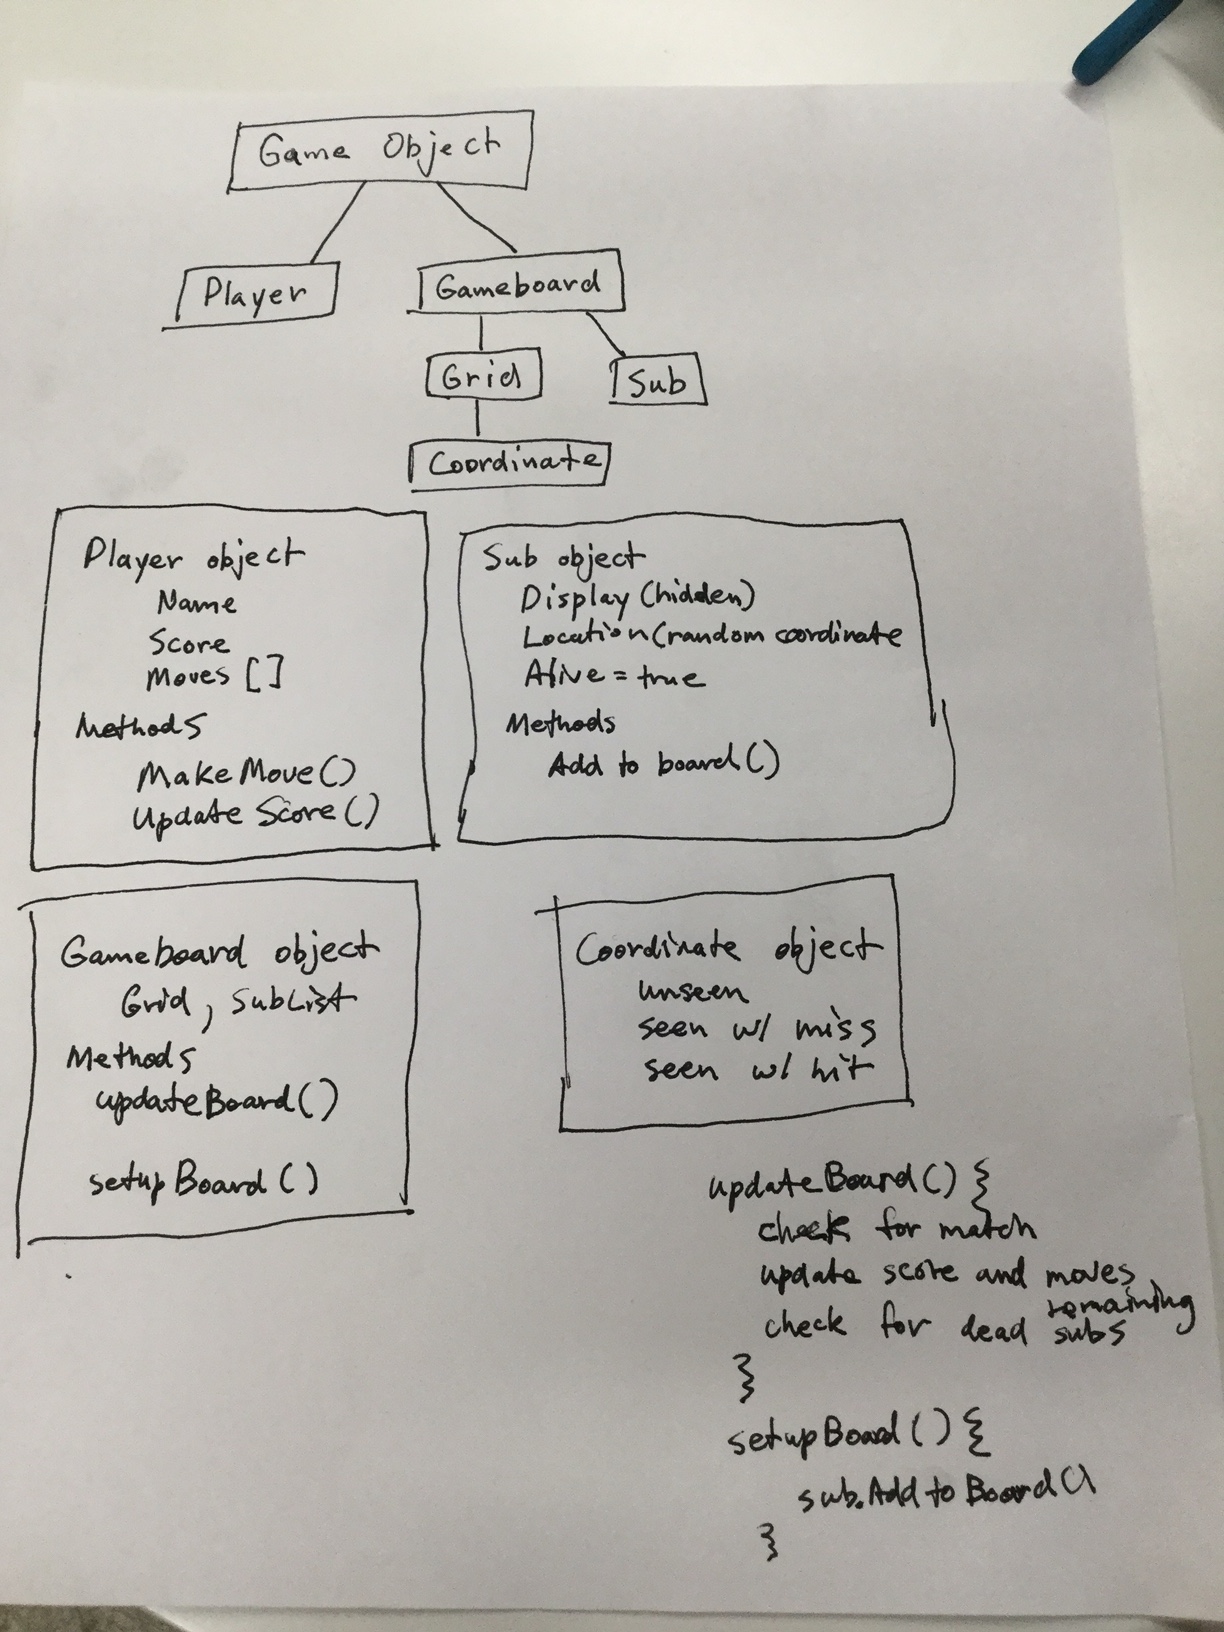 Game Object
Player
Gameboard
Grid
Sub
Coordinate
Player object
Name
Score
Moves []
Methods
MakeMove()
Update Score()
Sub object
Display (hidden)
Location (random coordinate
Alive = true
Methods
Add to board()
Gameboard object
Grid, SubList
Methods
updateBoard()
setupBoard()
Coordinate object
unseen
seen w/ miss
seen w/ hit
updateBoard() {
check for match
update score and moves
remaining
check for dead subs
}
setupBoard() {
sub.AddtoBoard()
}